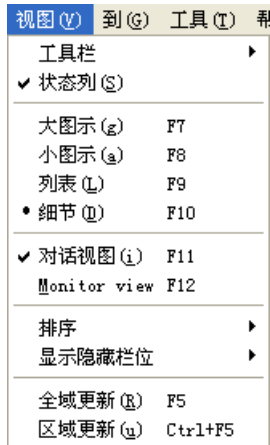 视图(V) 到(G) 工具(T)
工具栏
状态列(S)
大图示(g) F7
小图示(a) F8
列表(L) F9
细节(D) F10
对话视图(i) F11
Monitor view F12
排序
显示隐藏栏位
全域更新(R) F5
区域更新(u) Ctrl+F5